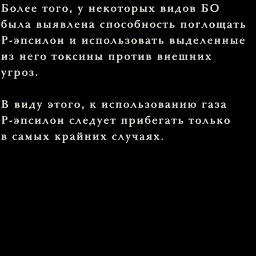 Более того, у некоторых видов БО
была выявлена способность поглощать
Р-эпсилон и использовать выделенные
из него токсины против внешних
угроз.
В виду этого, к использованию газа
Р-эпсилон следует прибегать только
в самых крайних случаях.